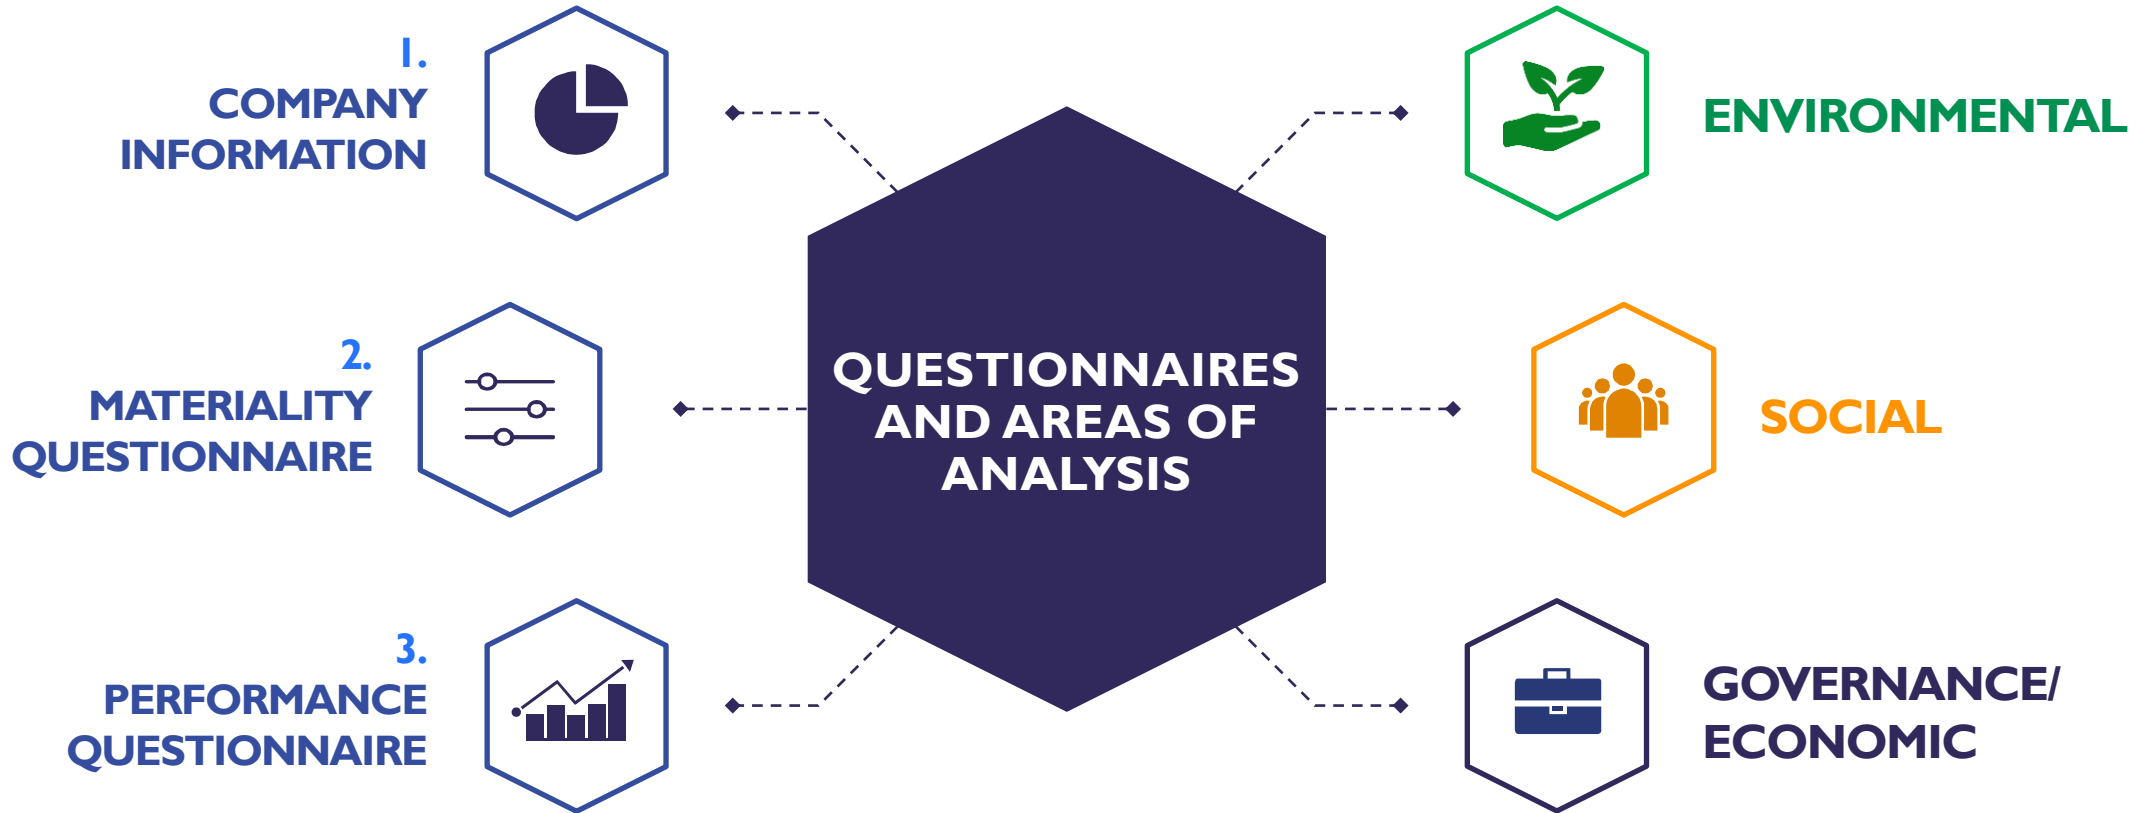 1.
COMPANY
INFORMATION
2.
MATERIALITY
QUESTIONNAIRE
3.
PERFORMANCE
QUESTIONNAIRE
QUESTIONNAIRES
AND AREAS OF
ANALYSIS
ENVIRONMENTAL
SOCIAL
GOVERNANCE/
ECONOMIC